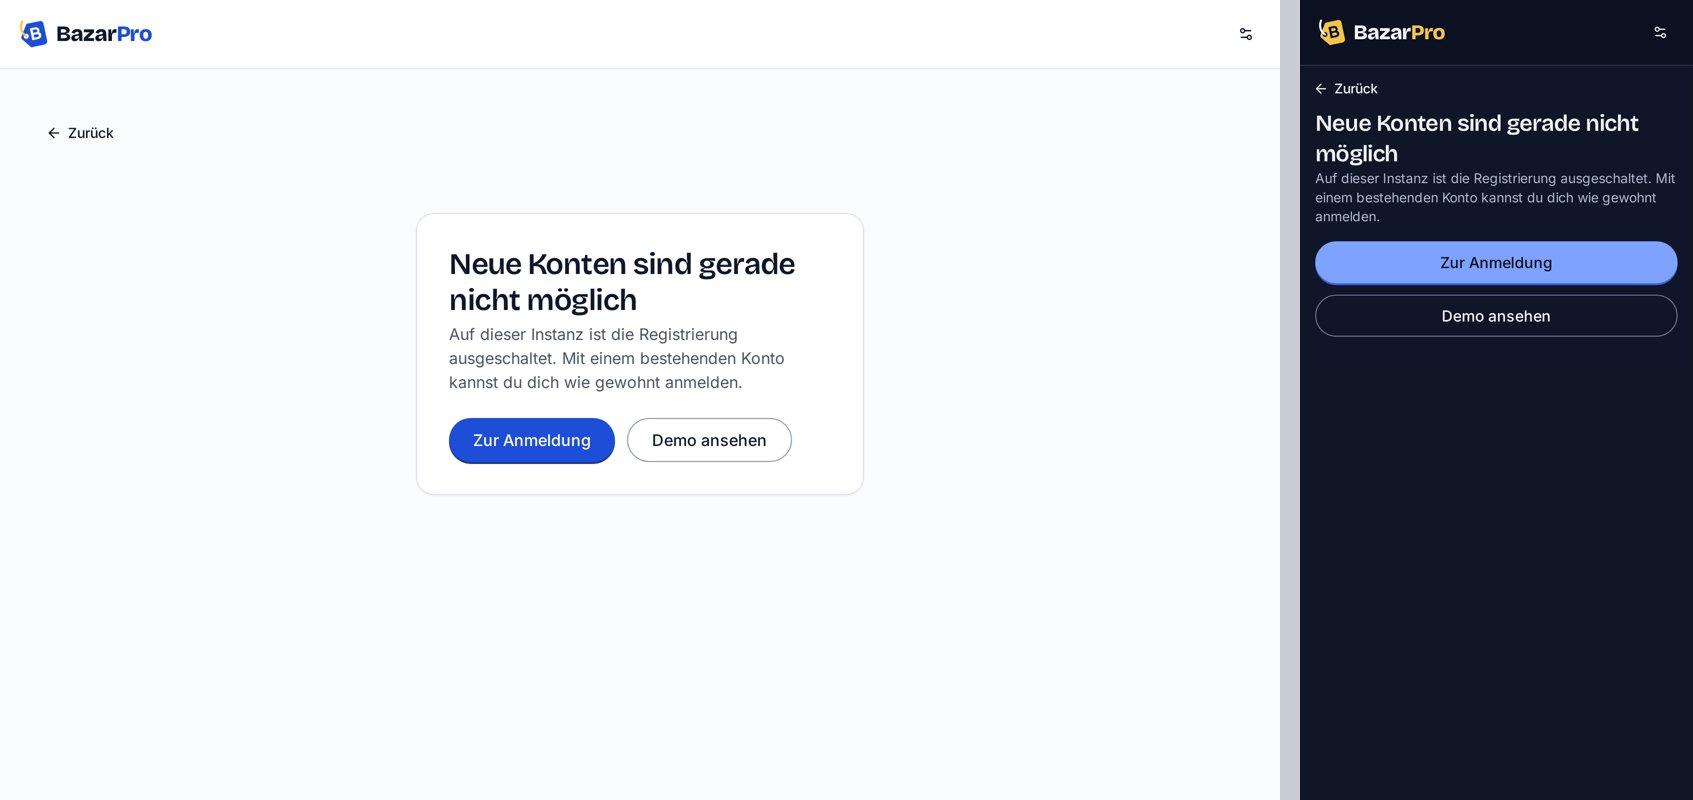 BazarPro
Zurück
Neue Konten sind gerade
nicht möglich
Auf dieser Instanz ist die Registrierung
ausgeschaltet. Mit einem bestehenden Konto
kannst du dich wie gewohnt anmelden.
Zur Anmeldung
Demo ansehen
BazarPro
Zurück
Neue Konten sind gerade nicht
möglich
Auf dieser Instanz ist die Registrierung ausgeschaltet. Mit
einem bestehenden Konto kannst du dich wie gewohnt
anmelden.
Zur Anmeldung
Demo ansehen